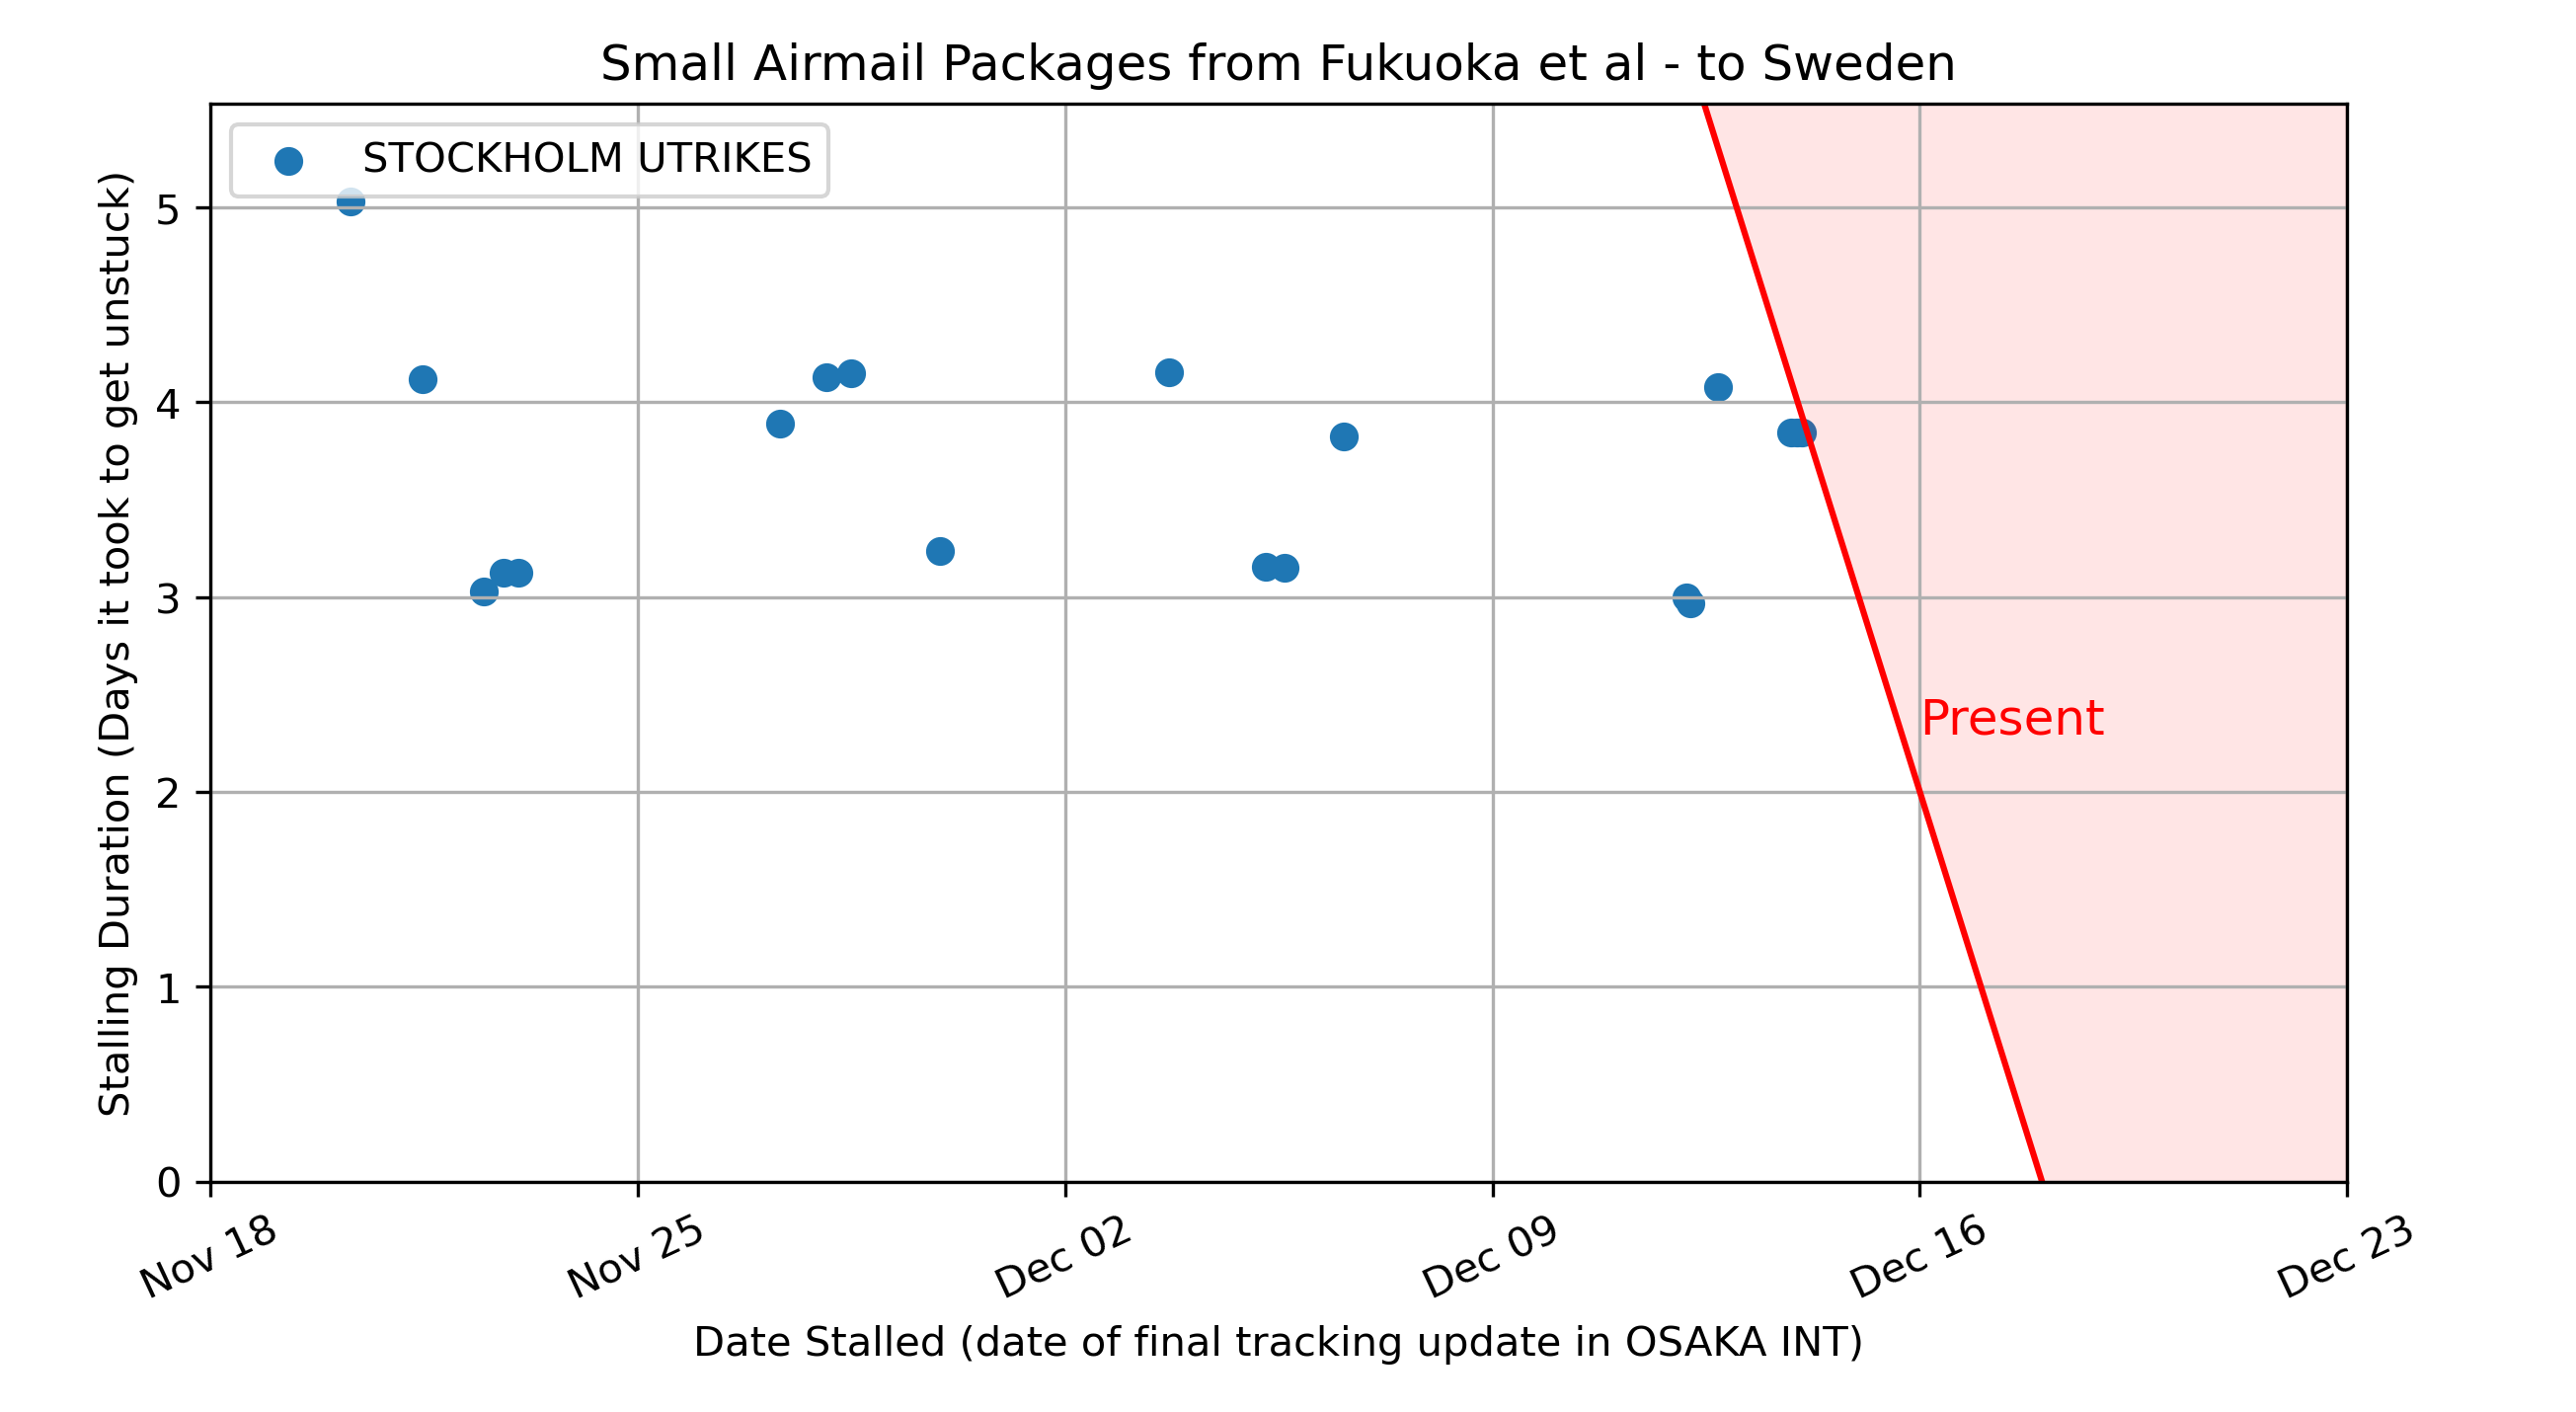 Small Airmail Packages from Fukuoka et al - to Sweden
STOCKHOLM UTRIKES
Stalling Duration (Days it took to get unstuck)
5
4
3
2
1
0
Present
Nov 18
Nov 25
Dec 02
Dec 09
Dec 16
Dec 23
Date Stalled (date of final tracking update in OSAKA INT)